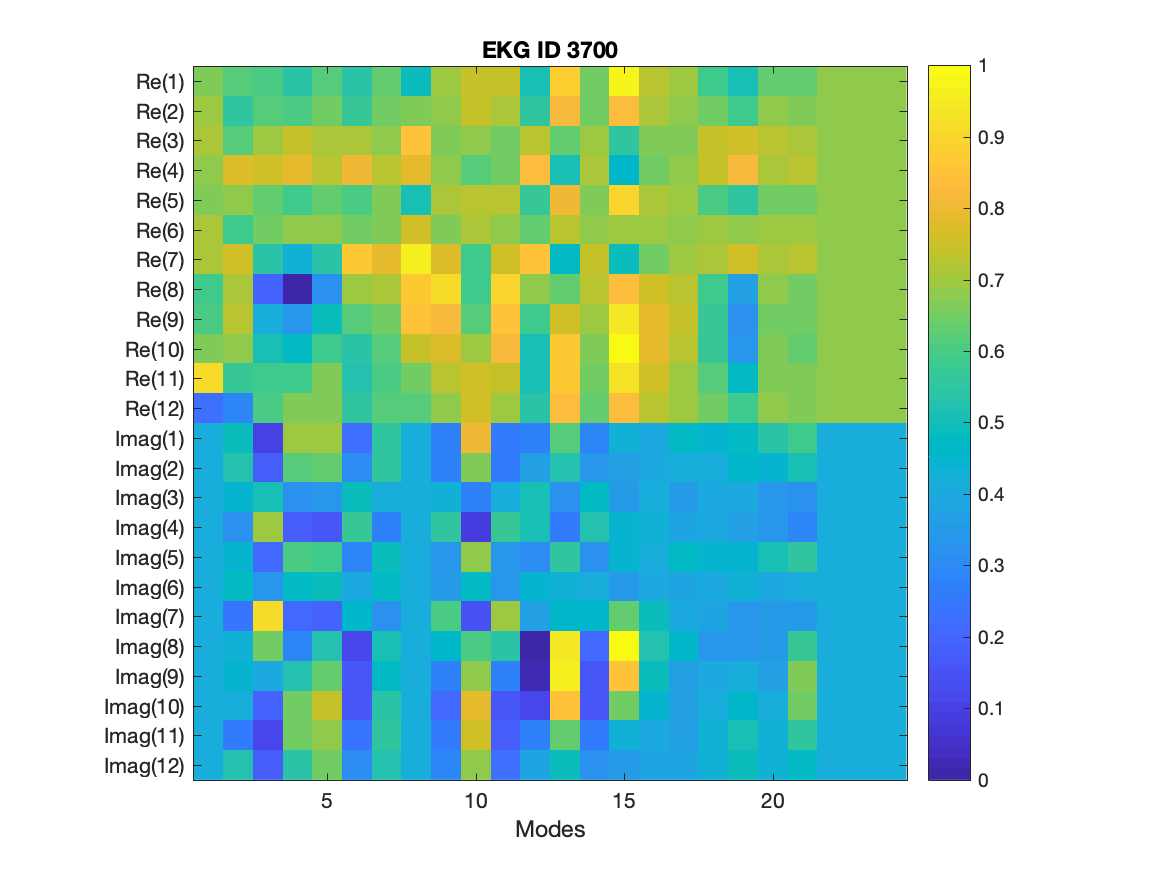 EKG ID 3700
Re(1)
Re(2)
Re(3)
Re(4)
Re(5)
Re(6)
Re(7)
Re(8)
Re(9)
Re(10)
Re(11)
Re(12)
Imag(1)
Imag(2)
Imag(3)
Imag(4)
Imag(5)
Imag(6)
Imag(7)
Imag(8)
Imag(9)
Imag(10)
Imag(11)
Imag(12)
5 10 15 20
Modes
1
0.9
0.8
0.7
0.6
0.5
0.4
0.3
0.2
0.1
0